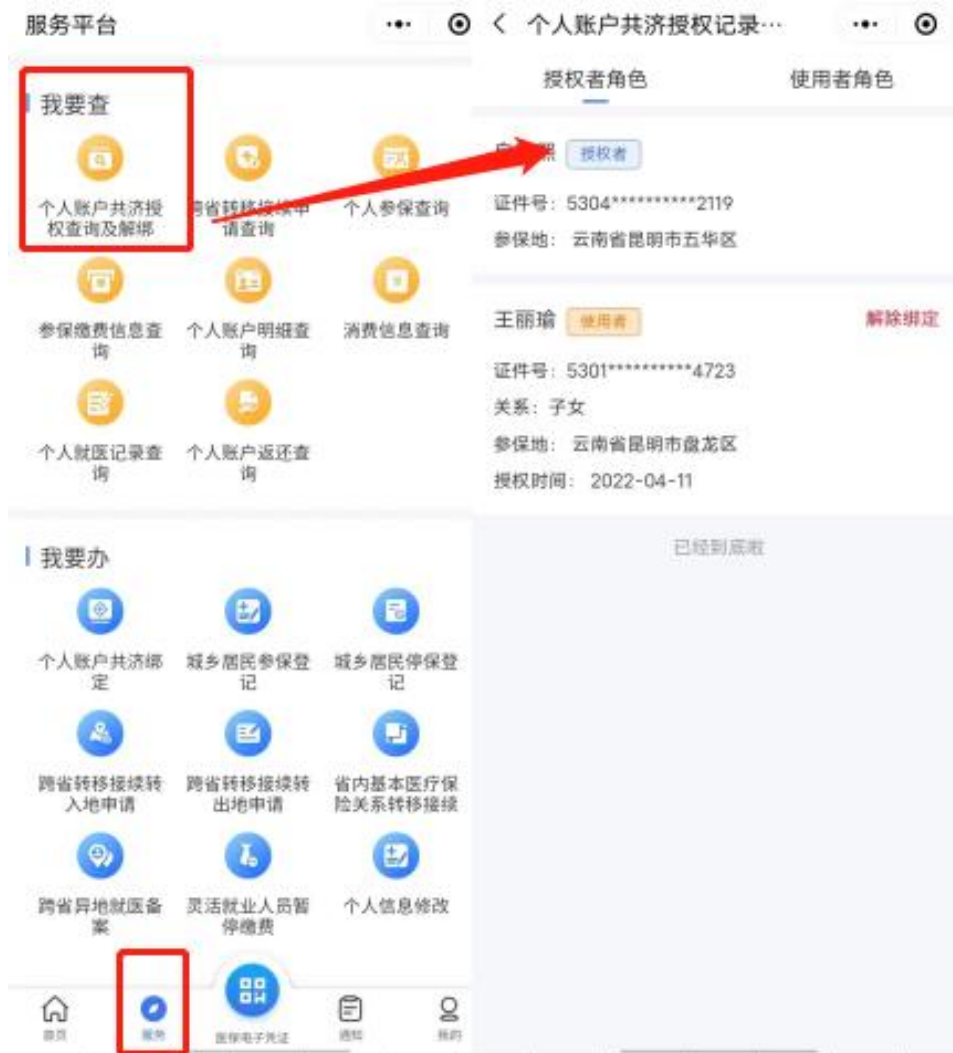 服务平台
我要查
个人账户共济授
权查询及解绑
跨省转移接续申
请查询
个人参保查询
参保缴费信息查
询
个人账户明细查
询
消费信息查询
个人就医记录查
询
个人账户返还查
询
我要办
个人账户共济绑
定
城乡居民参保登
记
城乡居民停保登
记
跨省转移接续转
入地申请
跨省转移接续转
出地申请
省内基本医疗保
险关系转移接续
跨省异地就医备
案
灵活就业人员暂
停缴费
个人信息修改
首页
服务
医保电子凭证
通知
我的
个人账户共济授权记录…
授权者角色
使用者角色
授权者
证件号：5304**********2119
参保地： 云南省昆明市五华区
王丽瑜 使用者 解除绑定
证件号：5301**********4723
关系：子女
参保地： 云南省昆明市盘龙区
授权时间： 2022-04-11
已经到底啦